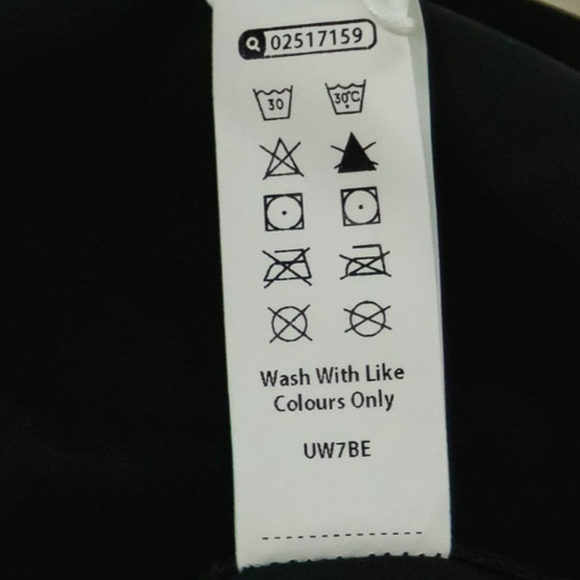 02517159
30 30°C
Wash With Like
Colours Only
UW7BE